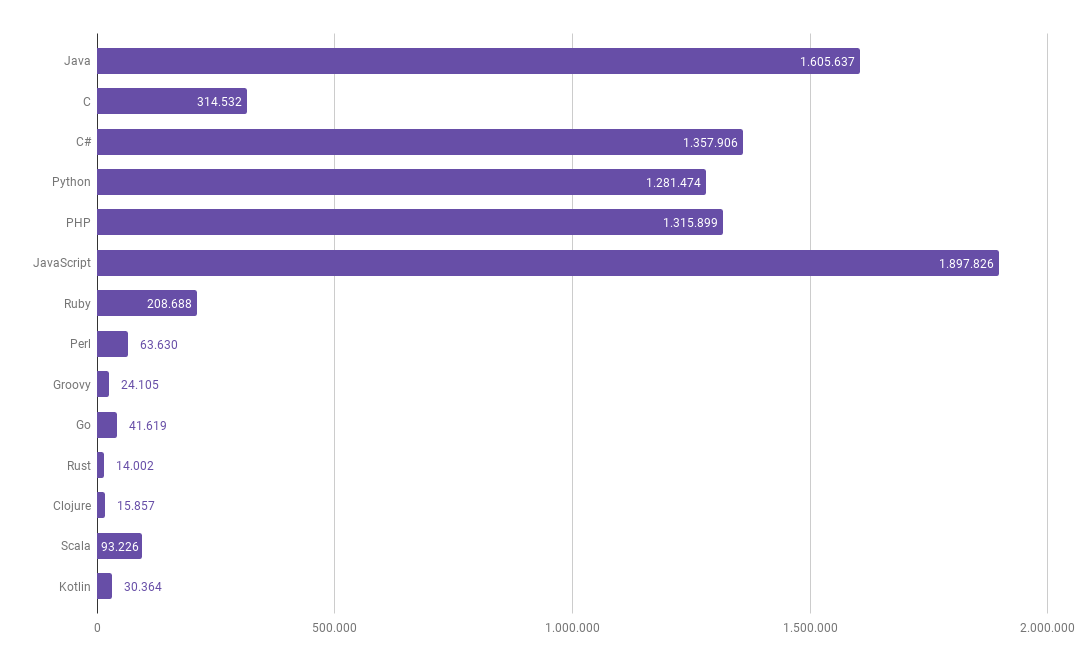 Java 1.605.637
C 314.532
C# 1.357.906
Python 1.281.474
PHP 1.315.899
JavaScript 1.897.826
Ruby 208.688
Perl 63.630
Groovy 24.105
Go 41.619
Rust 14.002
Clojure 15.857
Scala 93.226
Kotlin 30.364
0 500.000 1.000.000 1.500.000 2.000.000